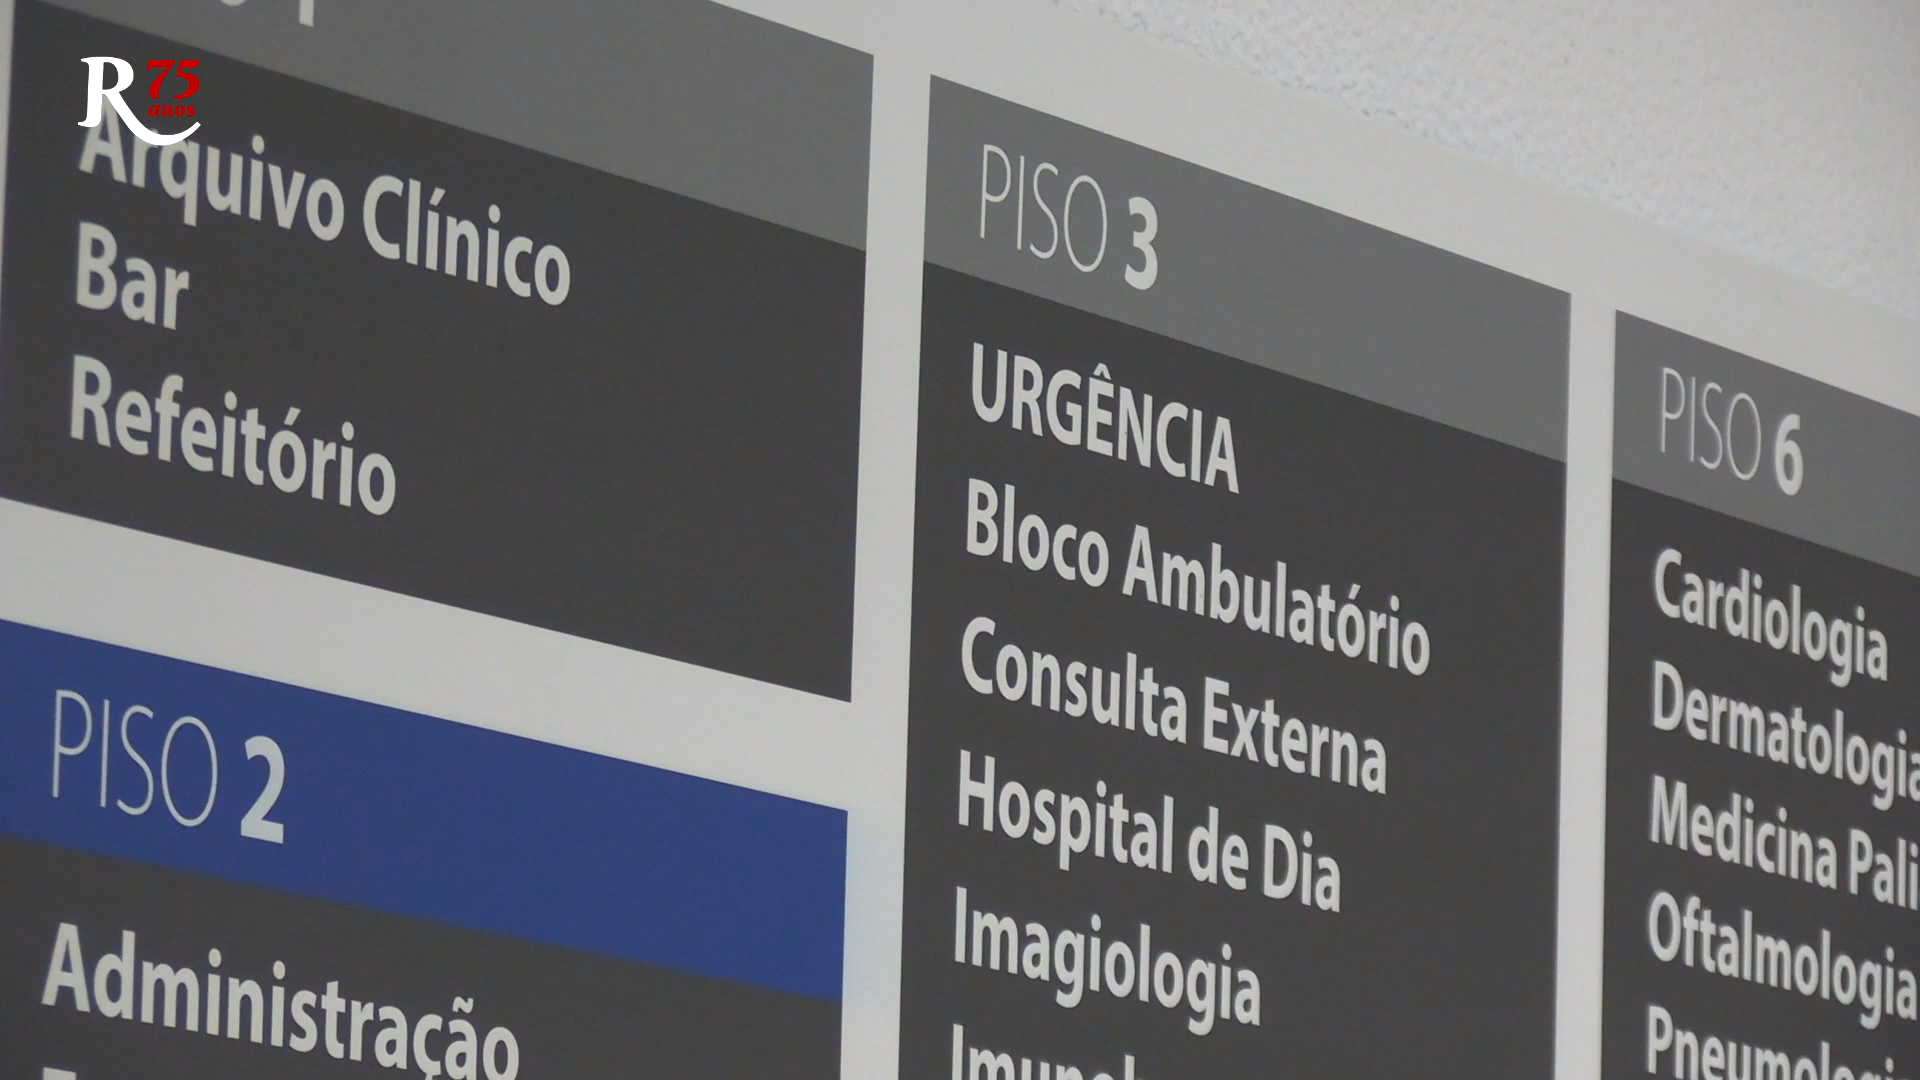 R 75
anos
Arquivo Clínico
Bar
Refeitório
PISO 2
Administração
PISO 3
URGÊNCIA
Bloco Ambulatório
Consulta Externa
Hospital de Dia
Imagiologia
PISO 6
Cardiologia
Dermatologia
Medicina
Oftalmologia